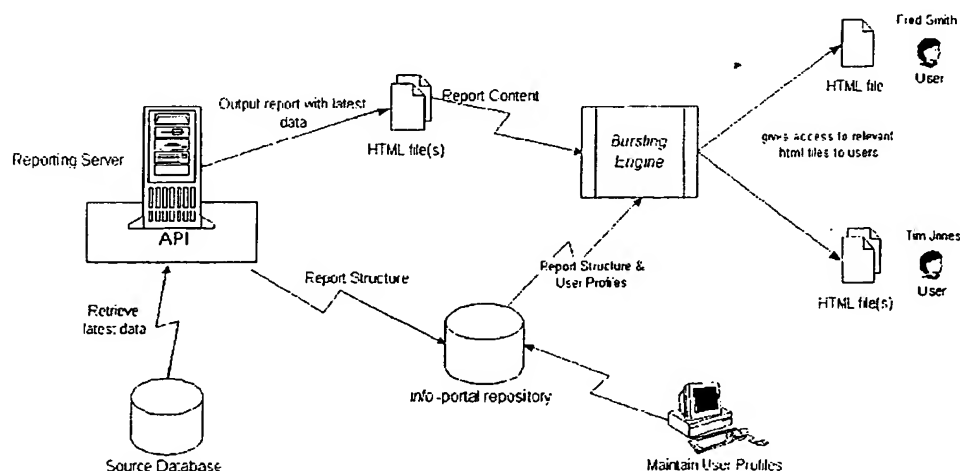 Fred Smith
User
HTML file
Output report with latest
data
Report Content
HTML file(s)
Reporting Server
API
Bursting
Engine
gives access to relevant
html files to users
Tim Jones
User
HTML file(s)
Report Structure
Report Structure &
User Profiles
Retrieve
latest data
Info-portal repository
Source Database
Maintain User Profiles